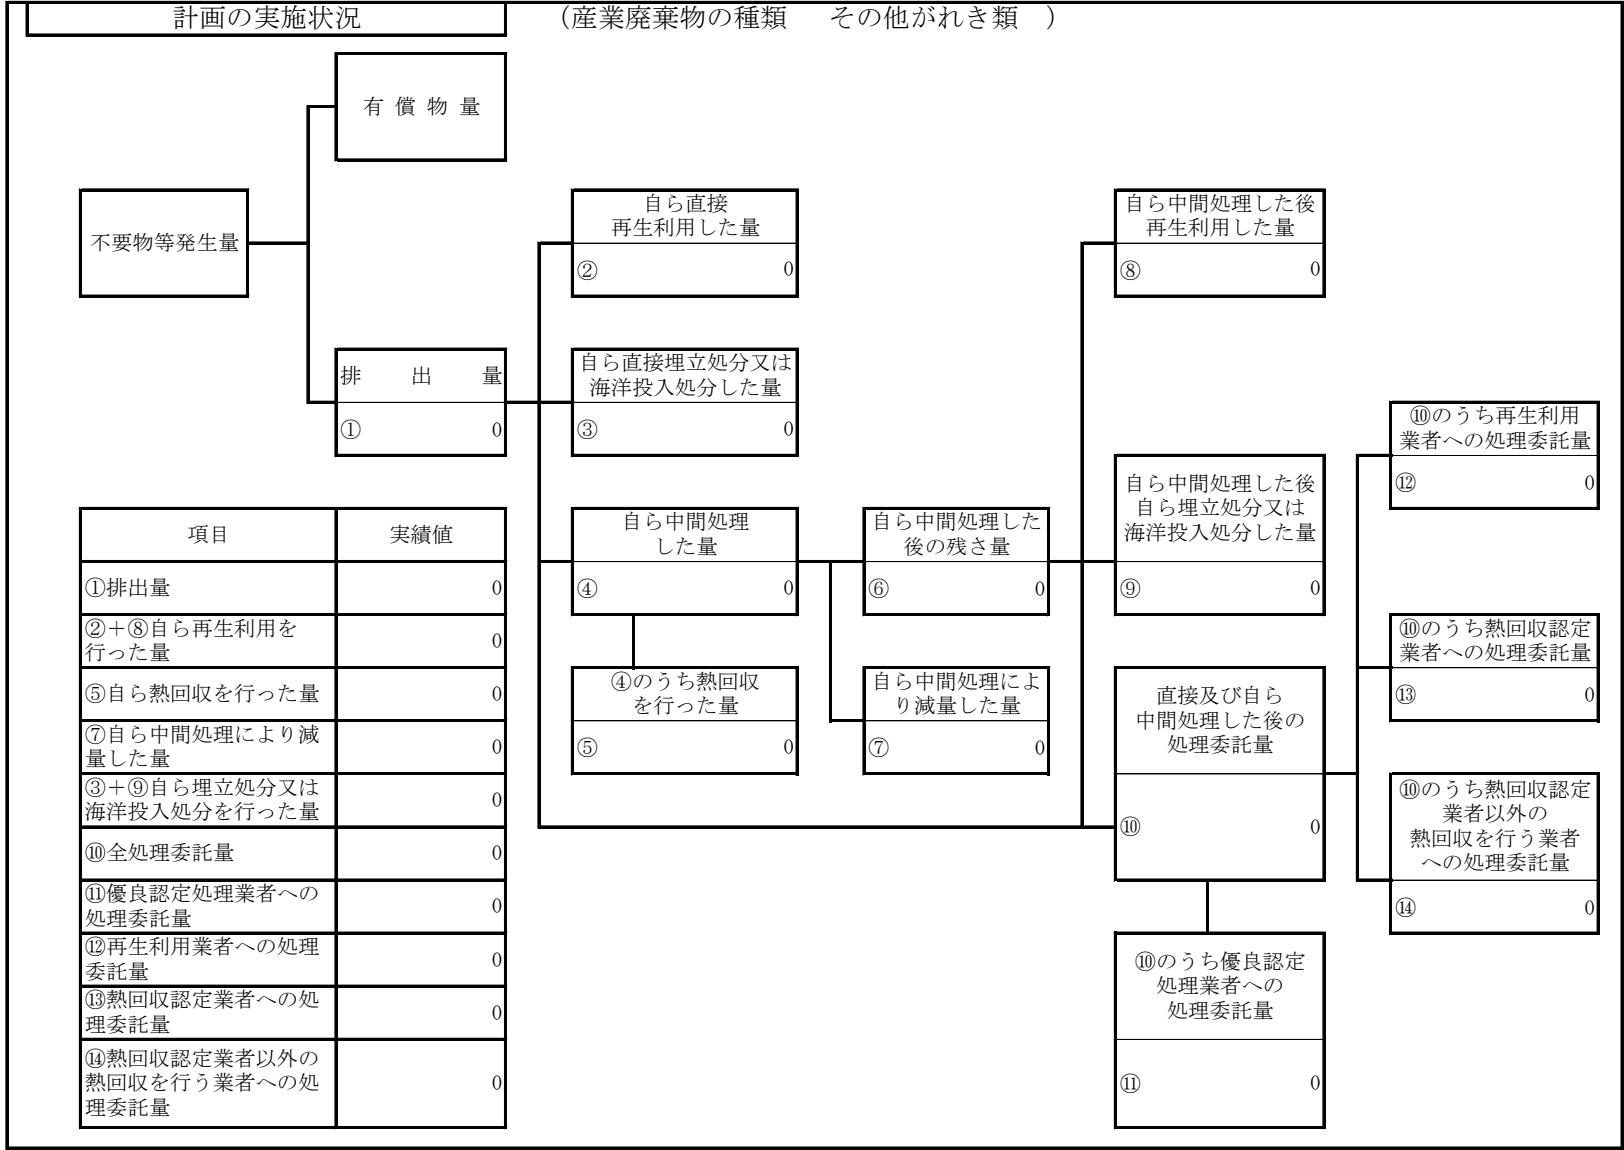 計画の実施状況
（産業廃棄物の種類　その他がれき類　）
有償物量
不要物等発生量
排出量
① 0
自ら直接
再生利用した量
② 0
自ら直接埋立処分又は
海洋投入処分した量
③ 0
自ら中間処理
した量
④ 0
④のうち熱回収
を行った量
⑤ 0
自ら中間処理した
後の残さ量
⑥ 0
自ら中間処理によ
り減量した量
⑦ 0
自ら中間処理した後
再生利用した量
⑧ 0
自ら中間処理した後
自ら埋立処分又は
海洋投入処分した量
⑨ 0
直接及び自ら
中間処理した後の
処理委託量
⑩ 0
⑩のうち優良認定
処理業者への
処理委託量
⑪ 0
⑩のうち再生利用
業者への処理委託量
⑫ 0
⑩のうち熱回収認定
業者への処理委託量
⑬ 0
⑩のうち熱回収認定
業者以外の
熱回収を行う業者
への処理委託量
⑭ 0
項目 実績値
①排出量 0
②＋⑧自ら再生利用を
行った量 0
⑤自ら熱回収を行った量 0
⑦自ら中間処理により減
量した量 0
③＋⑨自ら埋立処分又は
海洋投入処分を行った量 0
⑩全処理委託量 0
⑪優良認定処理業者への
処理委託量 0
⑫再生利用業者への処理
委託量 0
⑬熱回収認定業者への処
理委託量 0
⑭熱回収認定業者以外の
熱回収を行う業者への処
理委託量 0